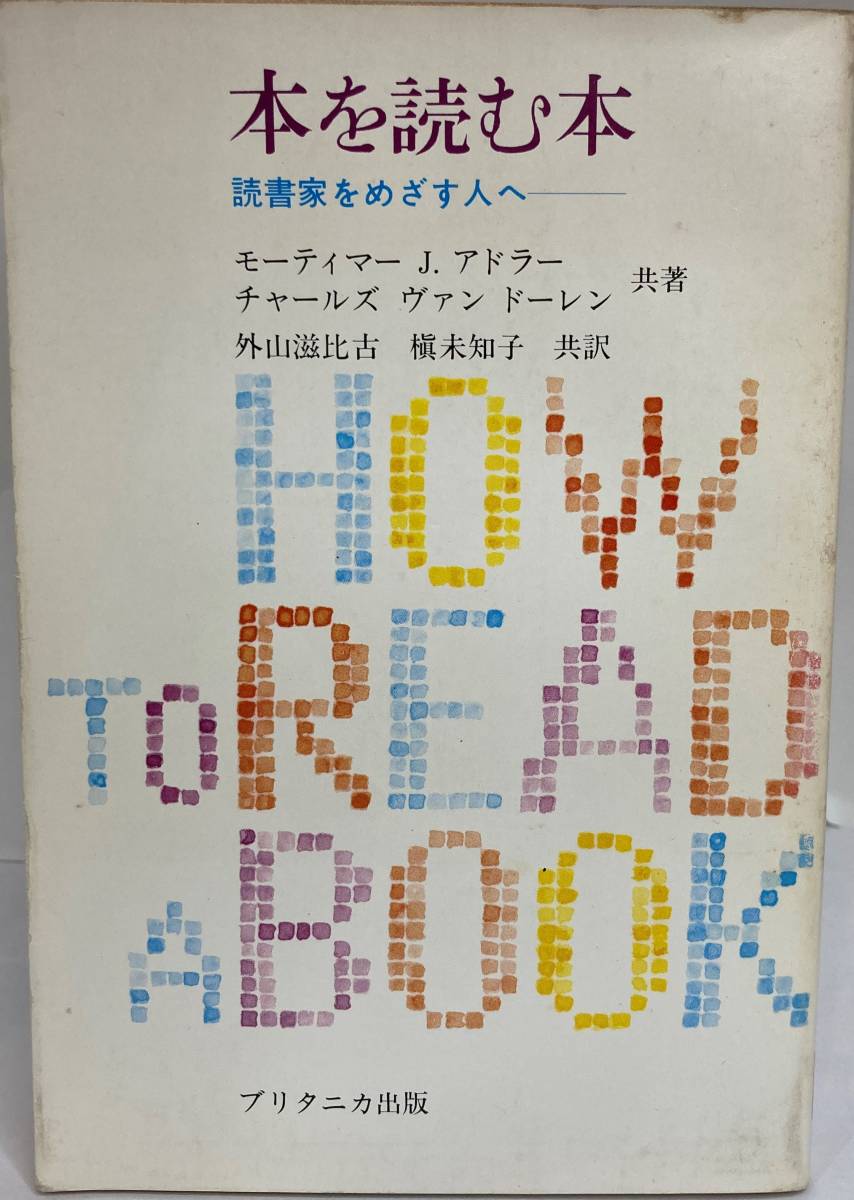 本を読む本
読書家をめざす人へ――
モーティマー J. アドラー
チャールズ ヴァン ドーレン 共著
外山滋比古 槇未知子 共訳
HOW
TO READ
A BOOK
ブリタニカ出版